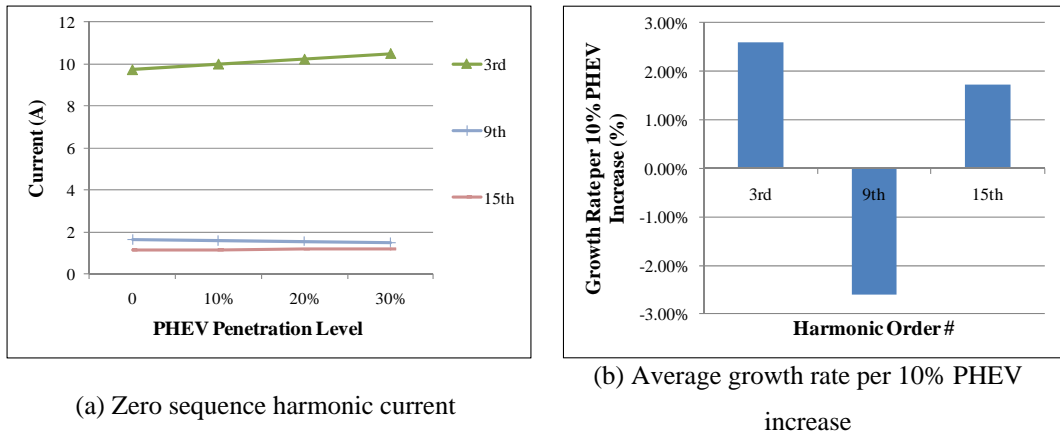 12
10
8
6
4
2
0
Current (A)
0 10% 20% 30%
PHEV Penetration Level
3rd
9th
15th
(a) Zero sequence harmonic current
3.00%
2.00%
1.00%
0.00%
-1.00%
-2.00%
-3.00%
Growth Rate per 10% PHEV
Increase (%)
3rd 9th 15th
Harmonic Order #
(b) Average growth rate per 10% PHEV
increase